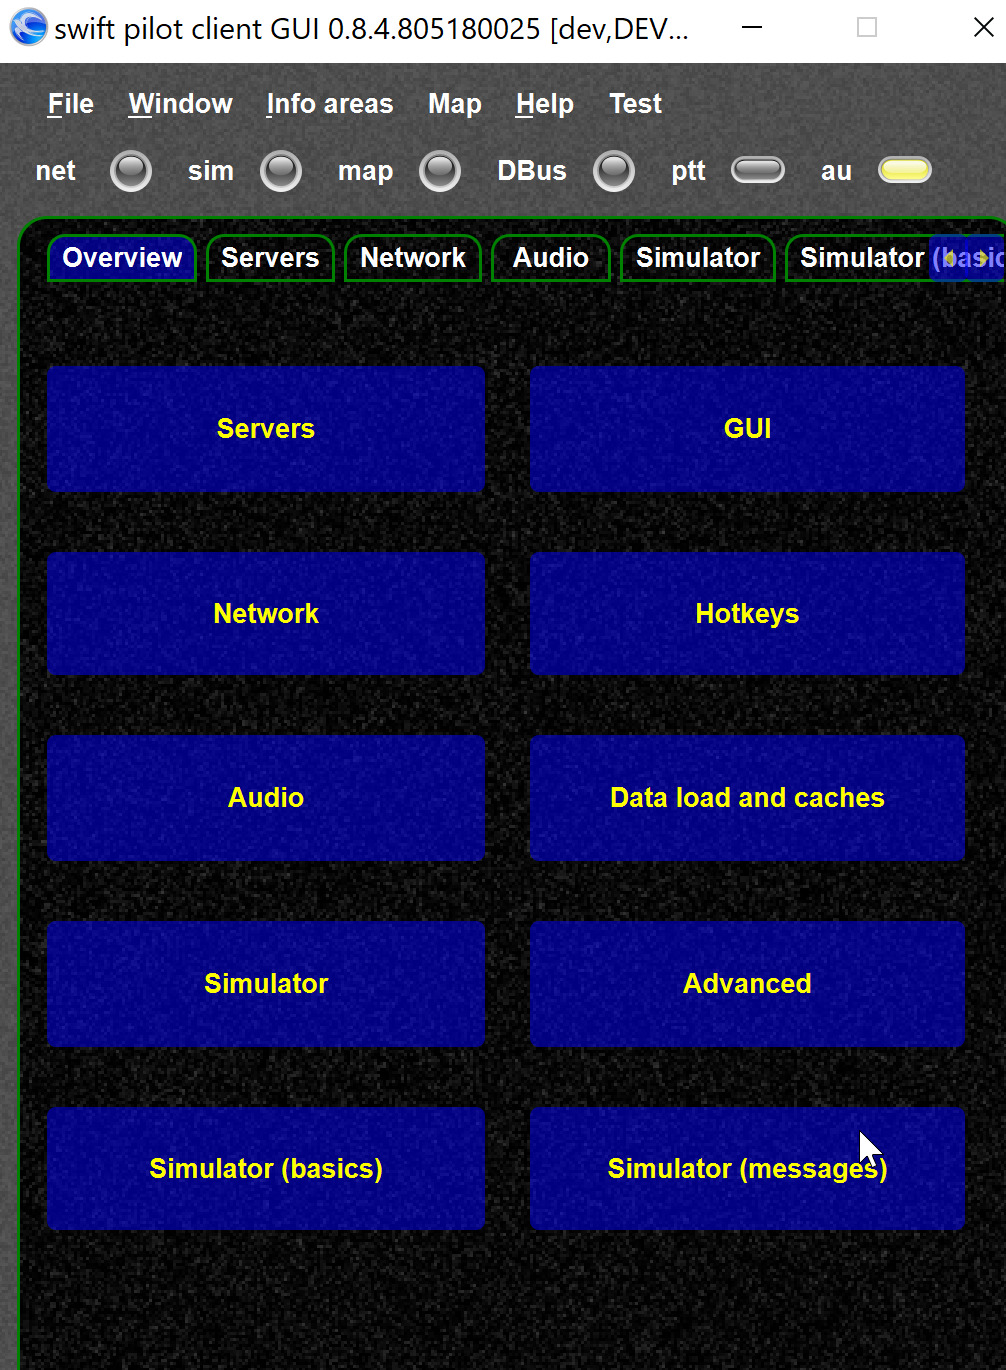 swift pilot client GUI 0.8.4.805180025 [dev,DEV...
File Window Info areas Map Help Test
net sim map DBus ptt au
Overview Servers Network Audio Simulator Simulator (basic
Servers GUI
Network Hotkeys
Audio Data load and caches
Simulator Advanced
Simulator (basics) Simulator (messages)